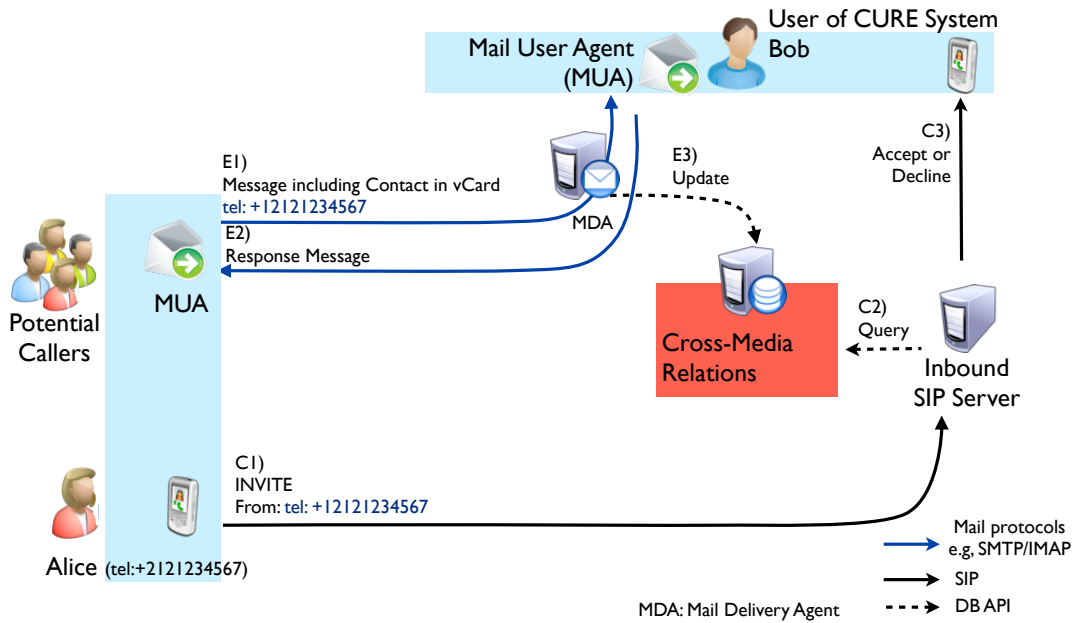 User of CURE System
Bob
Mail User Agent
(MUA)
C3)
Accept or
Decline
E1)
Message including Contact in vCard
tel: +12121234567
E3)
Update
MDA
E2)
Response Message
MUA
Potential
Callers
Cross-Media
Relations
C2)
Query
Inbound
SIP Server
C1)
INVITE
From: tel: +12121234567
Alice (tel:+2121234567)
Mail protocols
e.g, SMTP/IMAP
SIP
DB API
MDA: Mail Delivery Agent